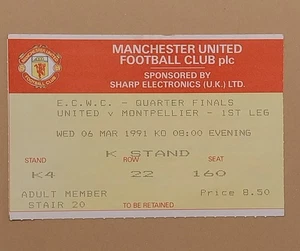 MANCHESTER UNITED
FOOTBALL CLUB plc
SPONSORED BY
SHARP ELECTRONICS (U.K.) LTD.
E.C.W.C. - QUARTER FINALS
UNITED v MONTPELLIER - 1ST LEG
WED 06 MAR 1991 KO 08:00 EVENING
K STAND
STAND ROW SEAT
K4 22 160
ADULT MEMBER Price 8.50
STAIR 20 TO BE RETAINED